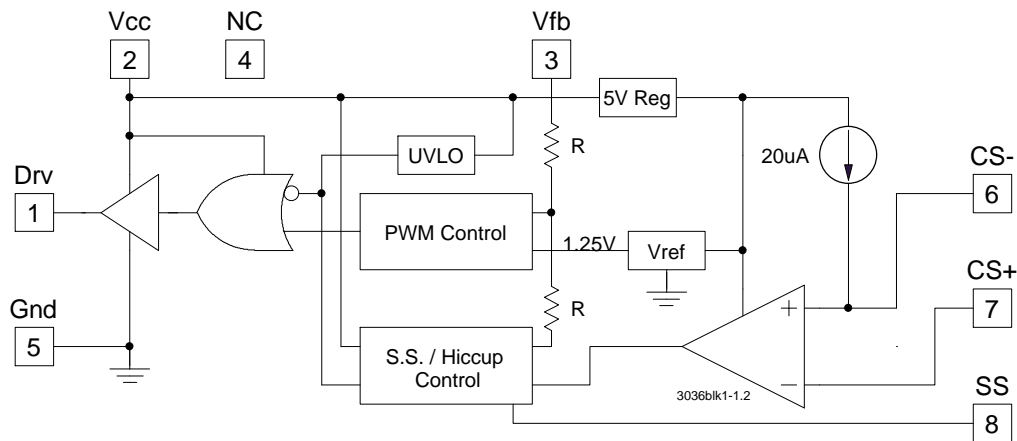 Vcc
NC
Vfb
2
4
3
5V Reg
R
UVLO
20uA
CS-
Drv
6
1
PWM Control
1.25V
Vref
CS+
Gnd
+
7
R
5
S.S. / Hiccup
Control
−
3036blk1-1.2
SS
8